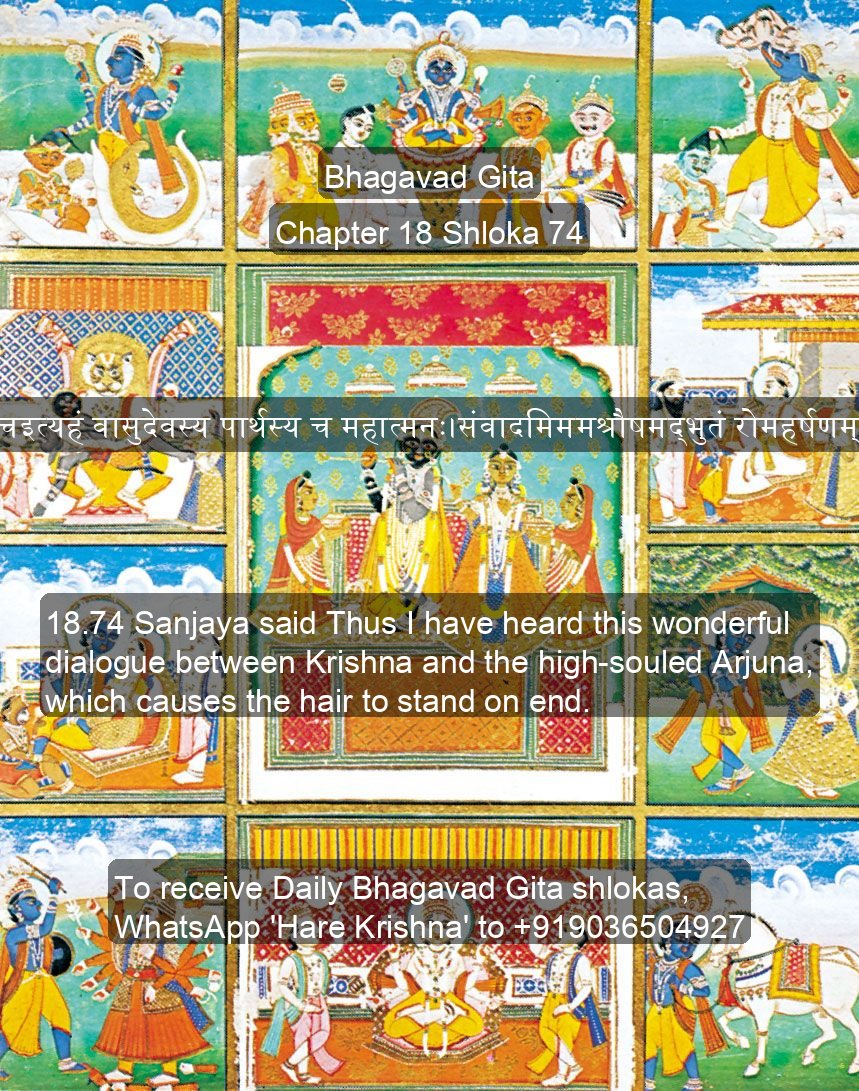 Bhagavad Gita
Chapter 18 Shloka 74
चइत्यहं वासुदेवस्य पार्थस्य च महात्मनः।संवादमिममश्रौषमद्भुतं रोमहर्षणम्
18.74 Sanjaya said Thus I have heard this wonderful
dialogue between Krishna and the high-souled Arjuna,
which causes the hair to stand on end.
To receive Daily Bhagavad Gita shlokas,
WhatsApp 'Hare Krishna' to +919036504927